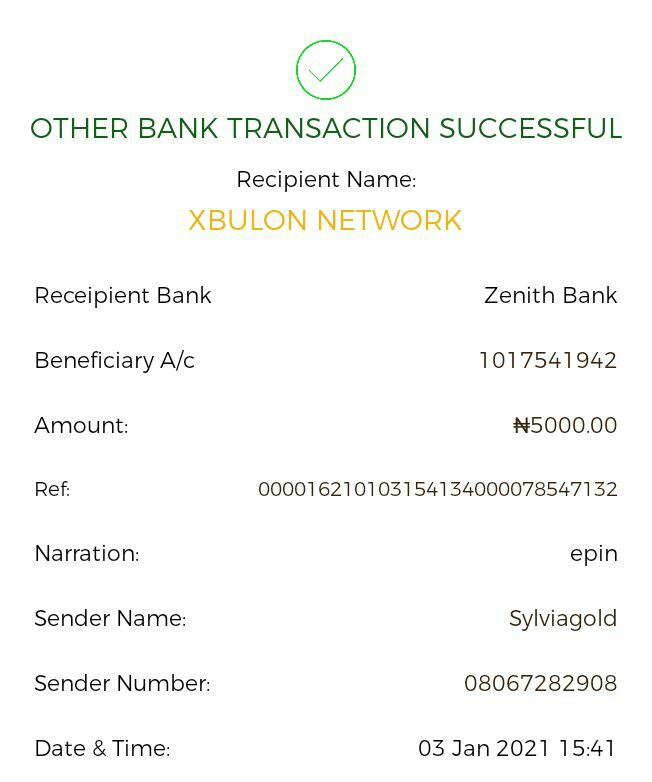 OTHER BANK TRANSACTION SUCCESSFUL
Recipient Name:
XBULON NETWORK
Receipient Bank Zenith Bank
Beneficiary A/c 1017541942
Amount: ₦5000.00
Ref: 000016210103154134000078547132
Narration: epin
Sender Name: Sylviagold
Sender Number: 08067282908
Date & Time: 03 Jan 2021 15:41